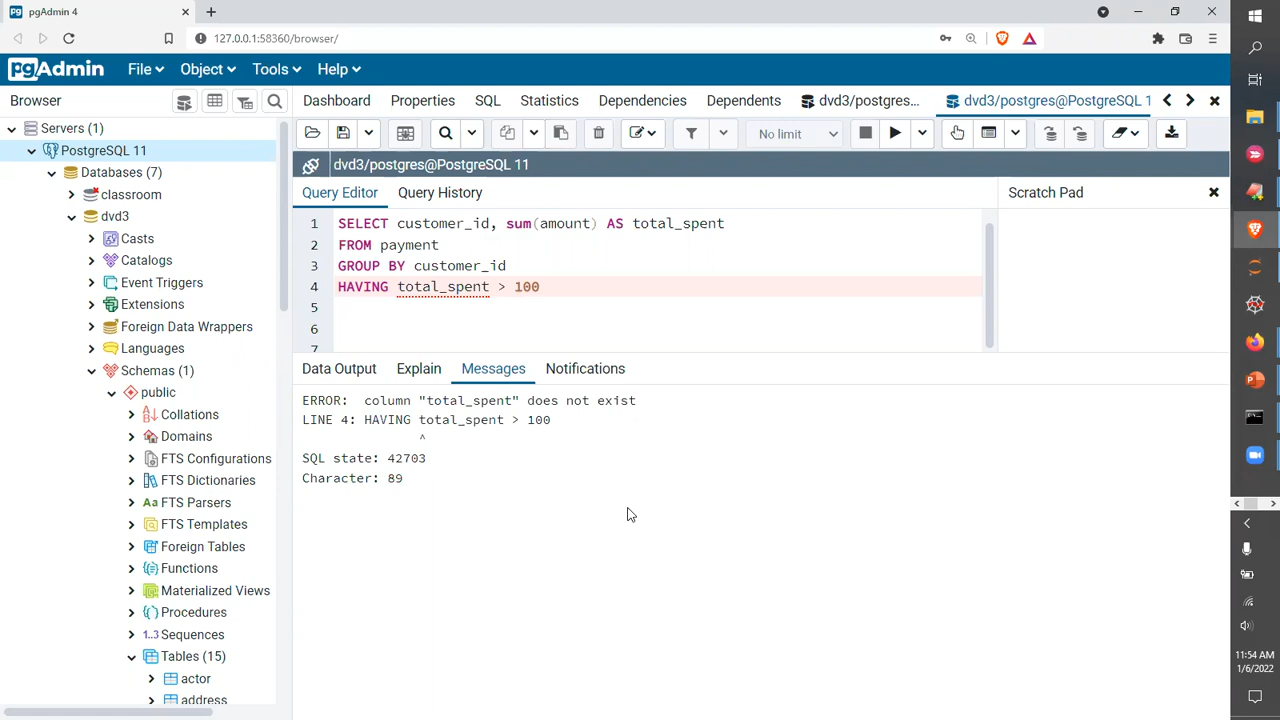 pgAdmin 4
127.0.0.1:58360/browser/
pgAdmin File Object Tools Help
Browser
Dashboard Properties SQL Statistics Dependencies Dependents dvd3/postgres... dvd3/postgres@PostgreSQL 1
No limit
dvd3/postgres@PostgreSQL 11
Query Editor Query History
Scratch Pad
1 SELECT customer_id, sum(amount) AS total_spent
2 FROM payment
3 GROUP BY customer_id
4 HAVING total_spent > 100
5
6
7
Data Output Explain Messages Notifications
ERROR: column "total_spent" does not exist
LINE 4: HAVING total_spent > 100
^
SQL state: 42703
Character: 89
Servers (1)
PostgreSQL 11
Databases (7)
classroom
dvd3
Casts
Catalogs
Event Triggers
Extensions
Foreign Data Wrappers
Languages
Schemas (1)
public
Collations
Domains
FTS Configurations
FTS Dictionaries
Aa FTS Parsers
FTS Templates
Foreign Tables
Functions
Materialized Views
Procedures
1..3 Sequences
Tables (15)
actor
address
11:54 AM
1/6/2022